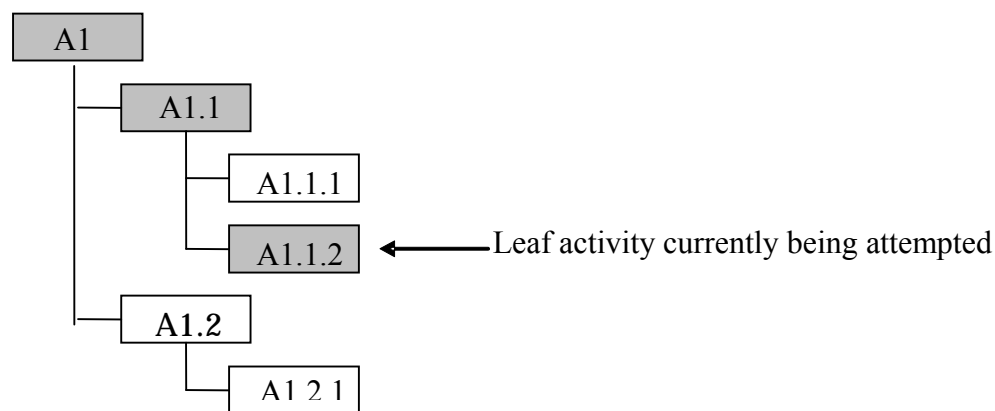 A1
A1.1
A1.1.1
A1.1.2 Leaf activity currently being attempted
A1.2
A1.2.1